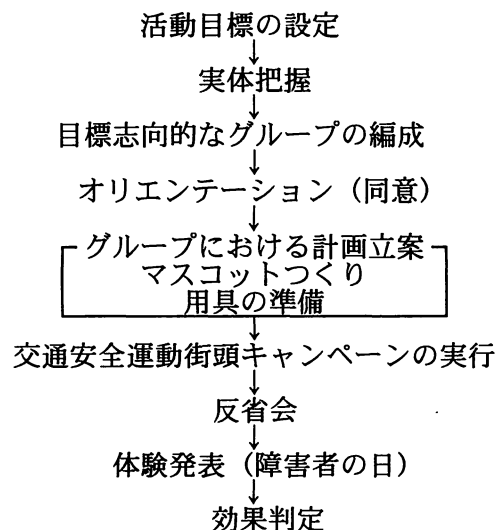 活動目標の設定
↓
実体把握
↓
目標志向的なグループの編成
↓
オリエンテーション（同意）
↓
グループにおける計画立案
マスコットつくり
用具の準備
↓
交通安全運動街頭キャンペーンの実行
↓
反省会
↓
体験発表（障害者の日）
↓
効果判定